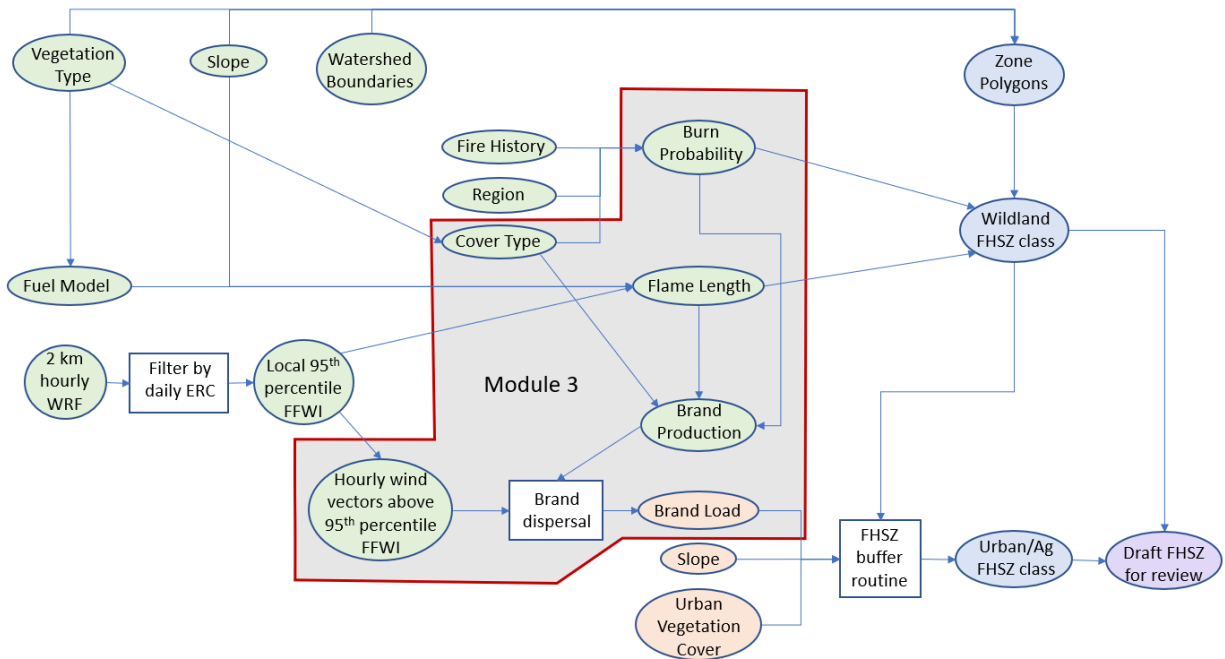 Vegetation
Type
Slope
Watershed
Boundaries
Zone
Polygons
Fire History
Burn
Probability
Region
Cover Type
Wildland
FHSZ class
Fuel Model
Flame Length
2 km
hourly
WRF
Filter by
daily ERC
Local 95th
percentile
FFWI
Module 3
Brand
Production
Hourly wind
vectors above
95th percentile
FFWI
Brand
dispersal
Brand Load
Slope
FHSZ
buffer
routine
Urban/Ag
FHSZ class
Draft FHSZ
for review
Urban
Vegetation
Cover